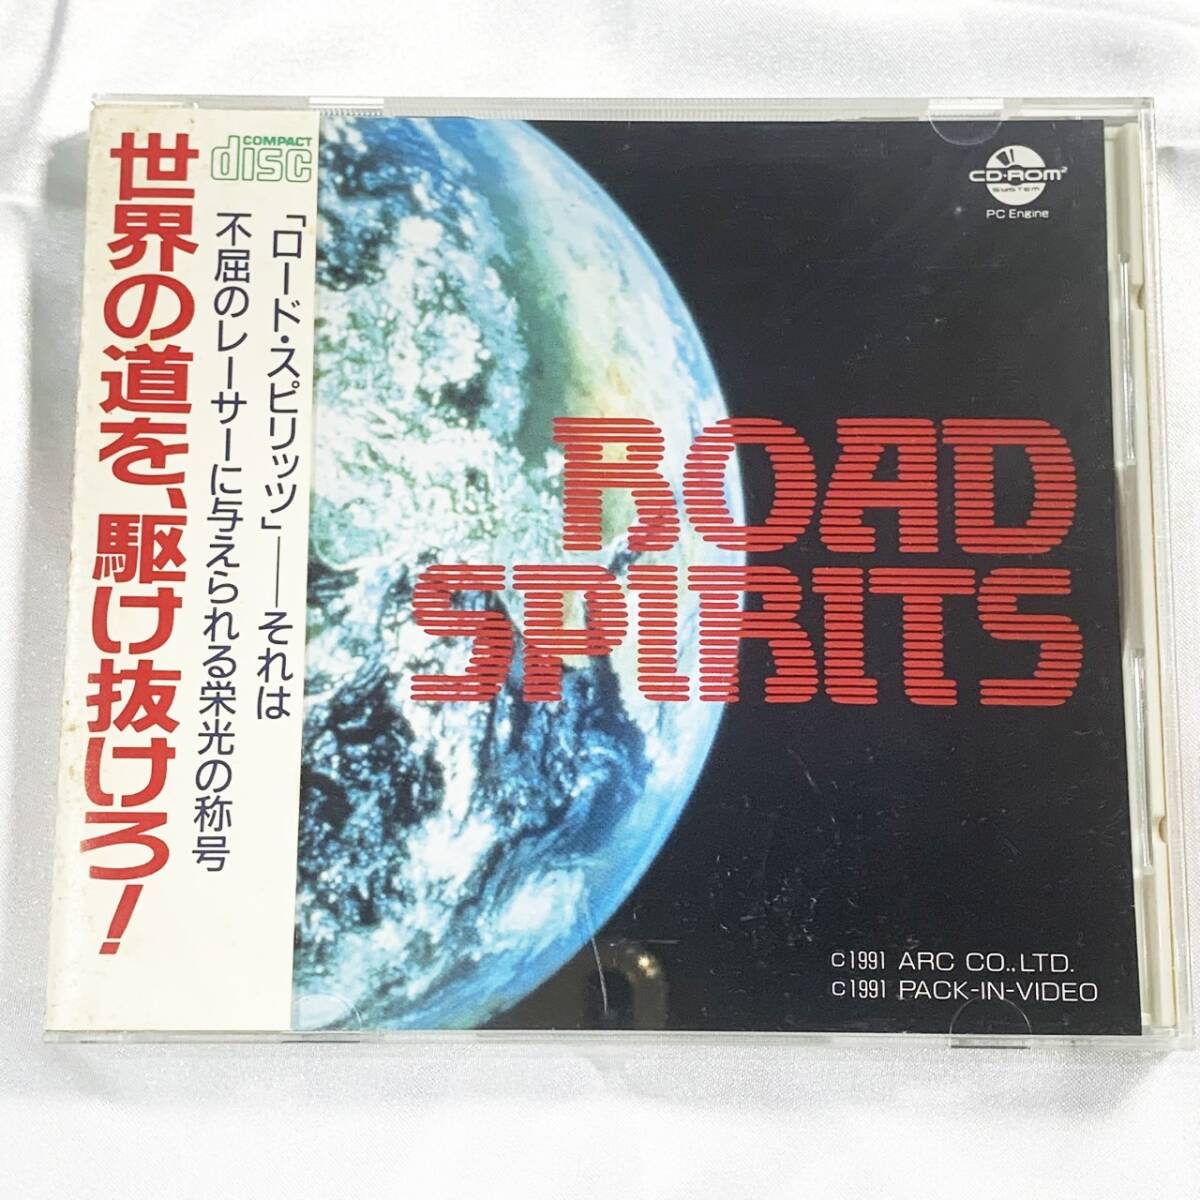 世界の道を、駆け抜けろ!
COMPACT
disc
「ロード・スピリッツ」──それは
不屈のレーサーに与えられる栄光の称号
CD-ROM²
SYSTEM
PC Engine
ROAD
SPIRITS
©1991 ARC CO.,LTD.
©1991 PACK-IN-VIDEO